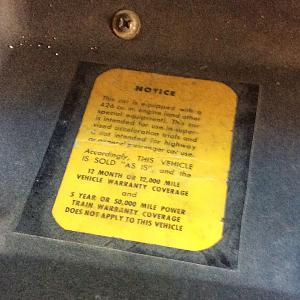 NOTICE
This car is equipped with a
426 cu. in. engine (and other
special equipment). This car
is intended for use in super-
vised acceleration trials and
is not intended for highway
or general passenger car use.
Accordingly, THIS VEHICLE
IS SOLD "AS IS", and the
12 MONTH OR 12,000 MILE
VEHICLE WARRANTY COVERAGE
and
5 YEAR OR 50,000 MILE POWER
TRAIN WARRANTY COVERAGE
DOES NOT APPLY TO THIS VEHICLE